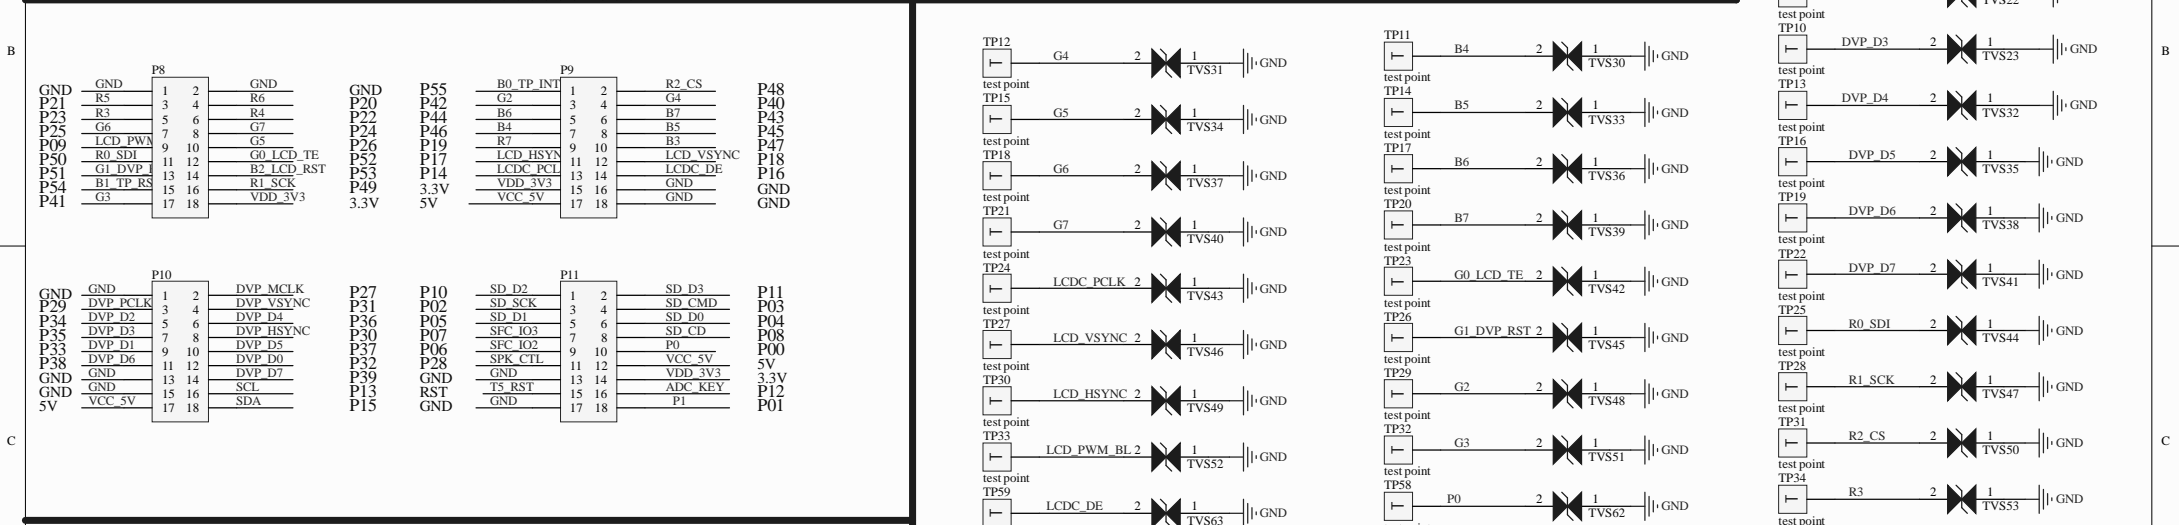 B
P8
GND GND 1 2 GND GND
P21 R5 3 4 R6 P20
P23 R3 5 6 R4 P22
P25 G6 7 8 G7 P24
P09 LCD_PWM 9 10 G5 P26
P50 R0_SDI 11 12 G0_LCD_TE P52
P51 G1_DVP_ 13 14 B2_LCD_RST P53
P54 B1_TP_RS 15 16 R1_SCK P49
P41 G3 17 18 VDD_3V3 3.3V
P9
P55 B0_TP_INT 1 2 R2_CS P48
P42 G2 3 4 G4 P40
P44 B6 5 6 B7 P43
P46 B4 7 8 B5 P45
P19 R7 9 10 B3 P47
P17 LCD_HSYN 11 12 LCD_VSYNC P18
P14 LCDC_PCL 13 14 LCDC_DE P16
3.3V VDD_3V3 15 16 GND GND
5V VCC_5V 17 18 GND GND
P10
GND GND 1 2 DVP_MCLK P27
P29 DVP_PCLK 3 4 DVP_VSYNC P31
P34 DVP_D2 5 6 DVP_D4 P36
P35 DVP_D3 7 8 DVP_HSYNC P30
P33 DVP_D1 9 10 DVP_D5 P37
P38 DVP_D6 11 12 DVP_D0 P32
GND GND 13 14 DVP_D7 P39
GND GND 15 16 SCL P13
5V VCC_5V 17 18 SDA P15
P11
P10 SD_D2 1 2 SD_D3 P11
P02 SD_SCK 3 4 SD_CMD P03
P05 SD_D1 5 6 SD_D0 P04
P07 SFC_IO3 7 8 SD_CD P08
P06 SFC_IO2 9 10 P0 P00
P28 SPK_CTL 11 12 VCC_5V 5V
GND GND 13 14 VDD_3V3 3.3V
RST T5_RST 15 16 ADC_KEY P12
GND GND 17 18 P1 P01
C
TP12
G4 2 1 GND
TVS31
test point
TP15
G5 2 1 GND
TVS34
test point
TP18
G6 2 1 GND
TVS37
test point
TP21
G7 2 1 GND
TVS40
test point
TP24
LCDC_PCLK 2 1 GND
TVS43
test point
TP27
LCD_VSYNC 2 1 GND
TVS46
test point
TP30
LCD_HSYNC 2 1 GND
TVS49
test point
TP33
LCD_PWM_BL 2 1 GND
TVS52
test point
TP59
LCDC_DE 2 1 GND
TVS63
TP11
B4 2 1 GND
TVS30
test point
TP14
B5 2 1 GND
TVS33
test point
TP17
B6 2 1 GND
TVS36
test point
TP20
B7 2 1 GND
TVS39
test point
TP23
G0_LCD_TE 2 1 GND
TVS42
test point
TP26
G1_DVP_RST 2 1 GND
TVS45
test point
TP29
G2 2 1 GND
TVS48
test point
TP32
G3 2 1 GND
TVS51
test point
TP58
P0 2 1 GND
TVS62
TVS22
test point
TP10
DVP_D3 2 1 GND
TVS23
test point
TP13
DVP_D4 2 1 GND
TVS32
test point
TP16
DVP_D5 2 1 GND
TVS35
test point
TP19
DVP_D6 2 1 GND
TVS38
test point
TP22
DVP_D7 2 1 GND
TVS41
test point
TP25
R0_SDI 2 1 GND
TVS44
test point
TP28
R1_SCK 2 1 GND
TVS47
test point
TP31
R2_CS 2 1 GND
TVS50
test point
TP34
R3 2 1 GND
TVS53
test point
B
C